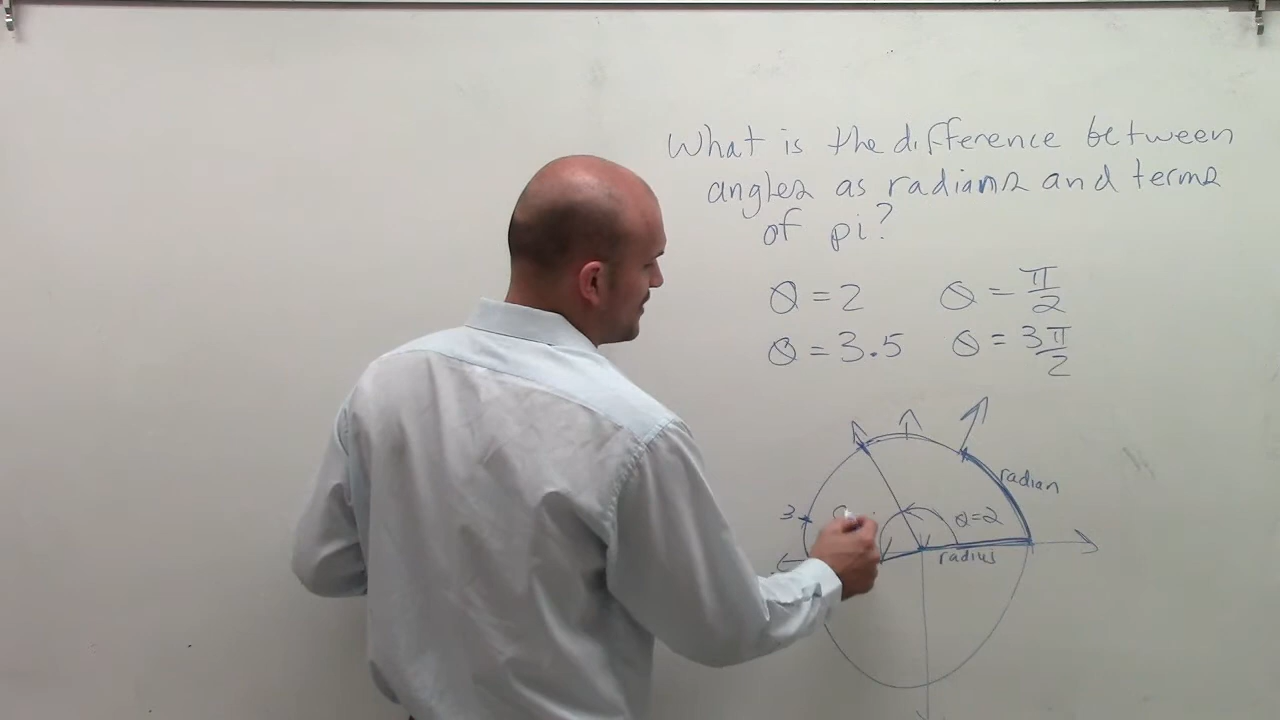 What is the difference between
angles as radians and terms
of pi?
θ = 2 θ = π/2
θ = 3.5 θ = 3π/2
radian
3 θ=2
radius